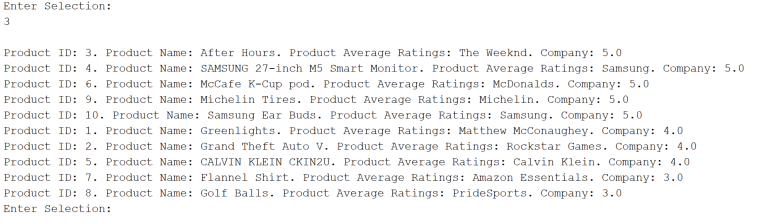 Enter Selection:
3
Product ID: 3. Product Name: After Hours. Product Average Ratings: The Weeknd. Company: 5.0
Product ID: 4. Product Name: SAMSUNG 27-inch M5 Smart Monitor. Product Average Ratings: Samsung. Company: 5.0
Product ID: 6. Product Name: McCafe K-Cup pod. Product Average Ratings: McDonalds. Company: 5.0
Product ID: 9. Product Name: Michelin Tires. Product Average Ratings: Michelin. Company: 5.0
Product ID: 10. Product Name: Samsung Ear Buds. Product Average Ratings: Samsung. Company: 5.0
Product ID: 1. Product Name: Greenlights. Product Average Ratings: Matthew McConaughey. Company: 4.0
Product ID: 2. Product Name: Grand Theft Auto V. Product Average Ratings: Rockstar Games. Company: 4.0
Product ID: 5. Product Name: CALVIN KLEIN CKIN2U. Product Average Ratings: Calvin Klein. Company: 4.0
Product ID: 7. Product Name: Flannel Shirt. Product Average Ratings: Amazon Essentials. Company: 3.0
Product ID: 8. Product Name: Golf Balls. Product Average Ratings: PrideSports. Company: 3.0
Enter Selection: